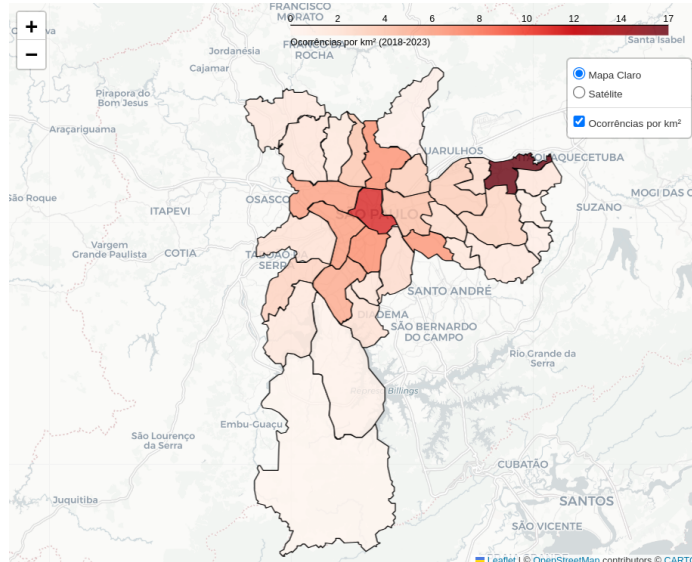 +
−
FRANCISCO
MORATO
0 2 4 6 8 10 12 14 16 17
Ocorrências por km² (2018-2023)
ROCHA
Santa Isabel
Jordanésia
Cajamar
Mapa Claro
Satélite
Ocorrências por km²
Pirapora do
Bom Jesus
Araçariguama
UARULHOS
AQUECETUBA
São Roque
OSASCO
ITAPEVI
SÃO PAULO
MOGI DAS C
SUZANO
Vargem
Grande Paulista
COTIA
TABOÃO DA
SERRA
SANTO ANDRÉ
DIADEMA
SÃO BERNARDO
DO CAMPO
Rio Grande da
Serra
Billings
Embu-Guaçu
São Lourenço
da Serra
CUBATÃO
Juquitiba
SANTOS
SÃO VICENTE
Leaflet | © OpenStreetMap contributors © CARTO